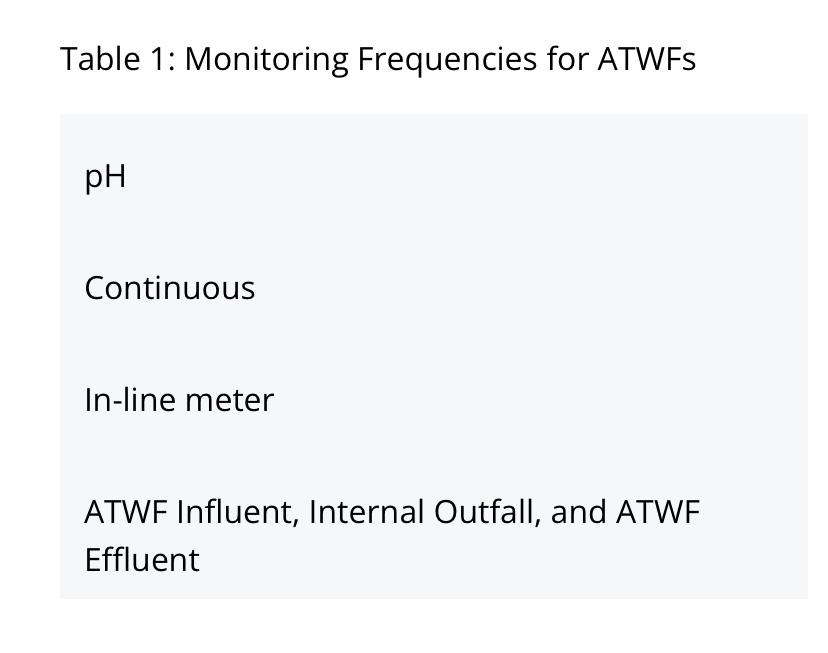 Table 1: Monitoring Frequencies for ATWFs
pH
Continuous
In-line meter
ATWF Influent, Internal Outfall, and ATWF
Effluent